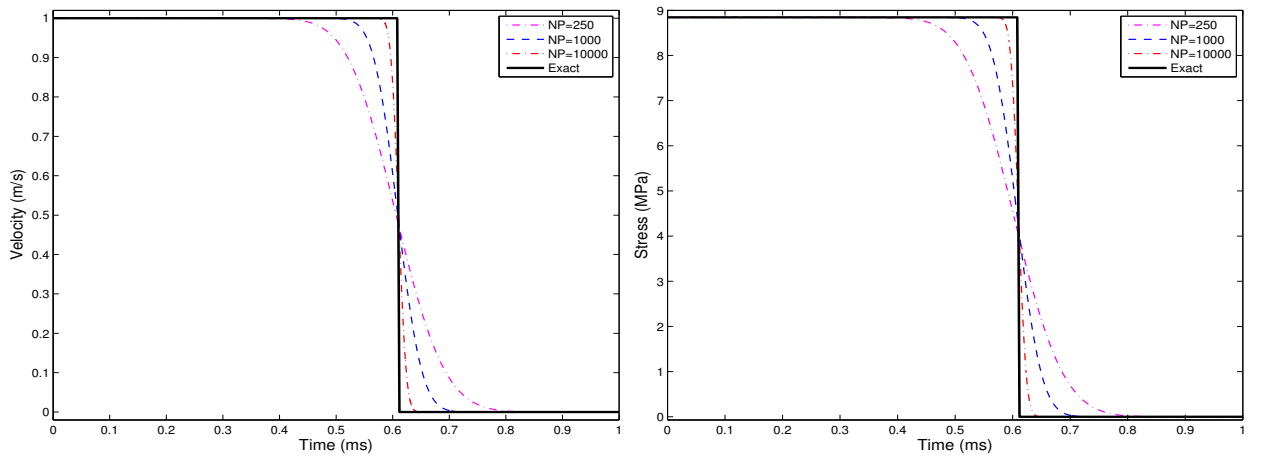 1
0.9
0.8
0.7
0.6
0.5
0.4
0.3
0.2
0.1
0
Velocity (m/s)
NP=250
NP=1000
NP=10000
Exact
0 0.1 0.2 0.3 0.4 0.5 0.6 0.7 0.8 0.9 1
Time (ms)
9
8
7
6
5
4
3
2
1
0
Stress (MPa)
NP=250
NP=1000
NP=10000
Exact
0 0.1 0.2 0.3 0.4 0.5 0.6 0.7 0.8 0.9 1
Time (ms)